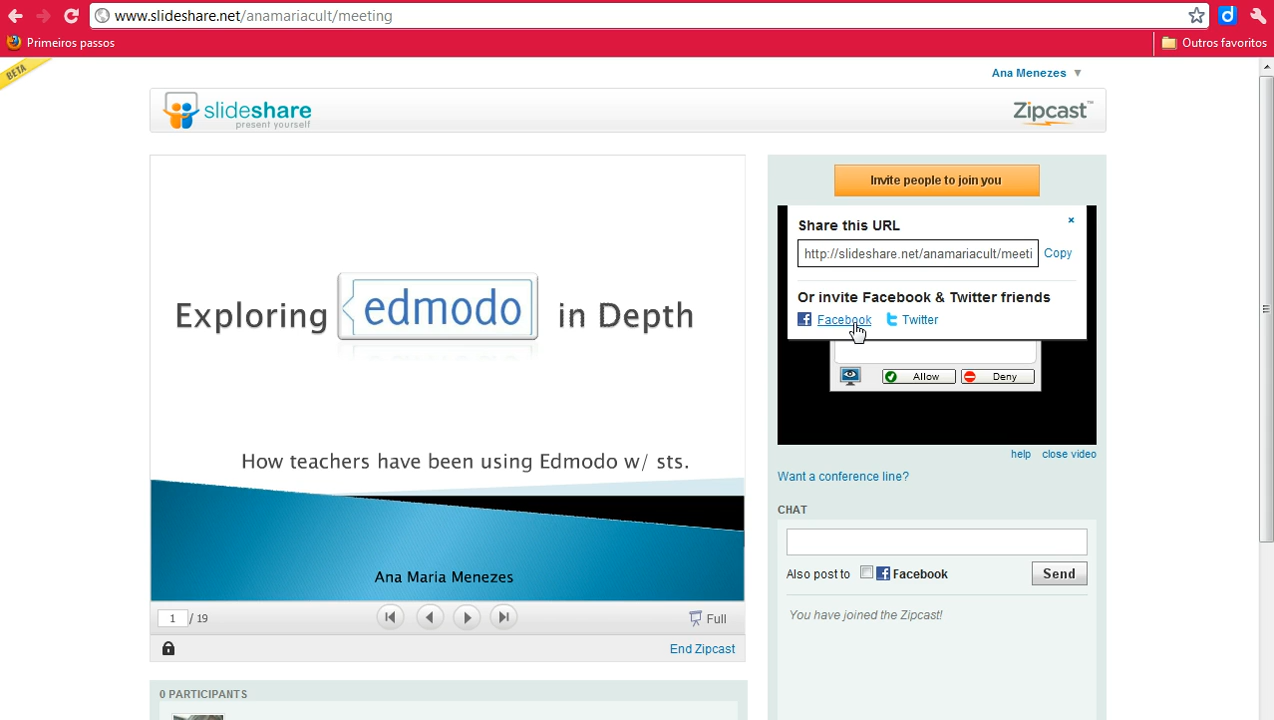 www.slideshare.net/anamariacult/meeting
Primeiros passos
Outros favoritos
BETA
Ana Menezes
slideshare
present yourself
Zipcast™
Invite people to join you
Share this URL
http://slideshare.net/anamariacult/meeti
Copy
Or invite Facebook & Twitter friends
Facebook
Twitter
Allow
Deny
Exploring edmodo in Depth
How teachers have been using Edmodo w/ sts.
Ana Maria Menezes
help
close video
Want a conference line?
CHAT
Also post to
Facebook
Send
You have joined the Zipcast!
1 / 19
Full
End Zipcast
0 PARTICIPANTS